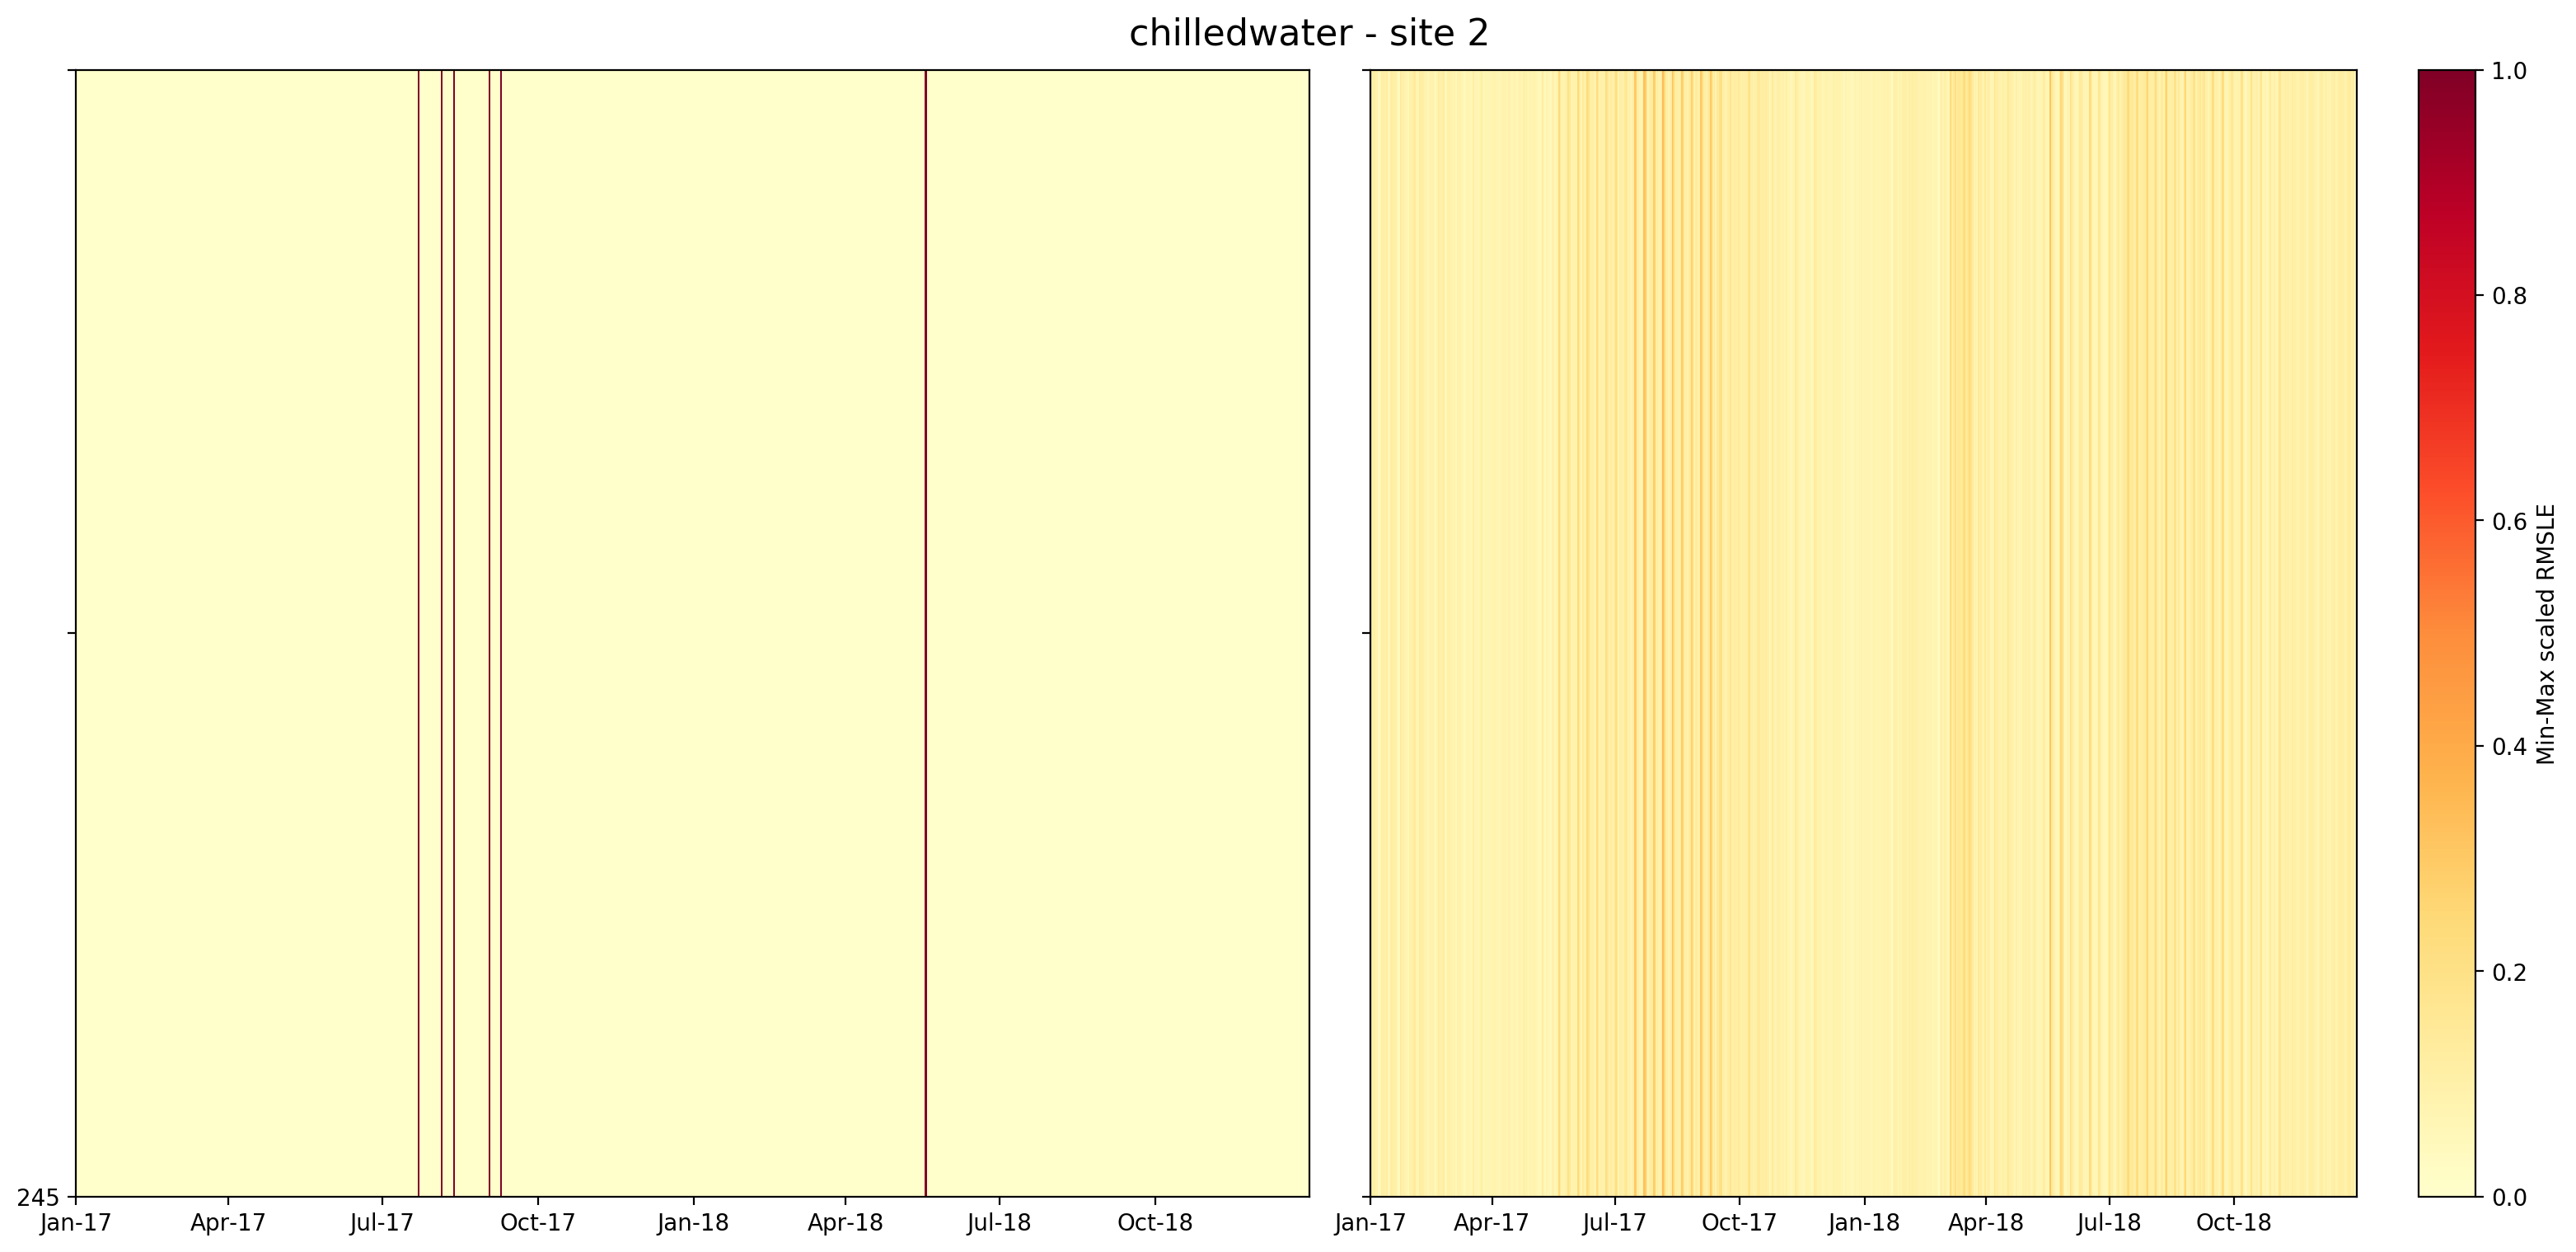 chilledwater - site 2
245
Jan-17 Apr-17 Jul-17 Oct-17 Jan-18 Apr-18 Jul-18 Oct-18
Jan-17 Apr-17 Jul-17 Oct-17 Jan-18 Apr-18 Jul-18 Oct-18
1.0
0.8
0.6
0.4
0.2
0.0
Min-Max scaled RMSLE